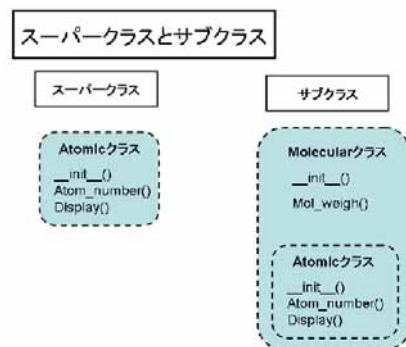 スーパークラスとサブクラス
スーパークラス
Atomicクラス
__init__()
Atom_number()
Display()
サブクラス
Molecularクラス
__init__()
Mol_weigh()
Atomicクラス
__init__()
Atom_number()
Display()